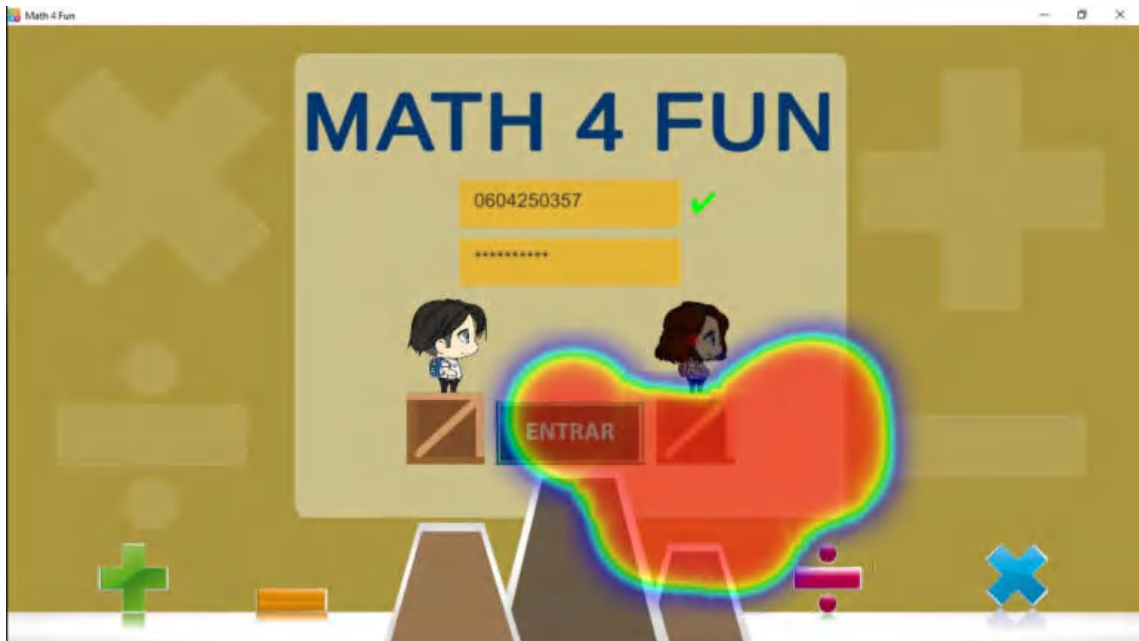 Math 4 Fun
MATH 4 FUN
0604250357
**********
ENTRAR